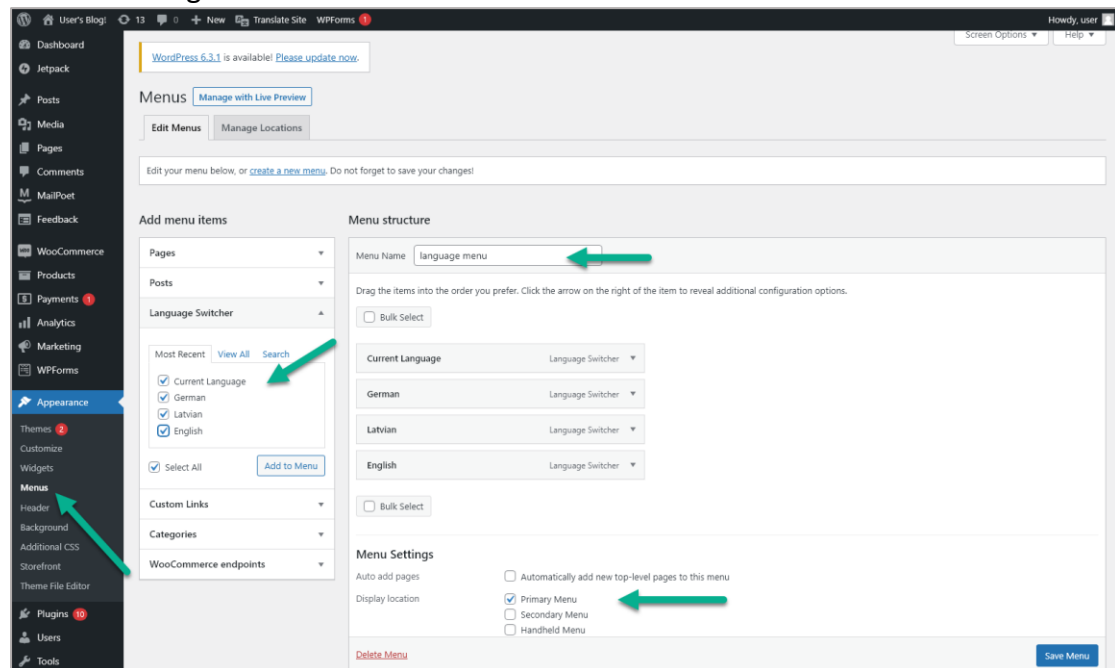 User's Blog! 13 0 + New Translate Site WPForms 1
Howdy, user
Screen Options Help
Dashboard
Jetpack
Posts
Media
Pages
Comments
MailPoet
Feedback
WooCommerce
Products
Payments 1
Analytics
Marketing
WPForms
Appearance
Themes 2
Customize
Widgets
Menus
Header
Background
Additional CSS
Storefront
Theme File Editor
Plugins 10
Users
Tools
WordPress 6.3.1 is available! Please update now.
Menus Manage with Live Preview
Edit Menus Manage Locations
Edit your menu below, or create a new menu. Do not forget to save your changes!
Add menu items
Pages
Posts
Language Switcher
Most Recent View All Search
Current Language
German
Latvian
English
Select All Add to Menu
Custom Links
Categories
WooCommerce endpoints
Menu structure
Menu Name language menu
Drag the items into the order you prefer. Click the arrow on the right of the item to reveal additional configuration options.
Bulk Select
Current Language Language Switcher
German Language Switcher
Latvian Language Switcher
English Language Switcher
Bulk Select
Menu Settings
Auto add pages Automatically add new top-level pages to this menu
Display location Primary Menu
Secondary Menu
Handheld Menu
Delete Menu Save Menu